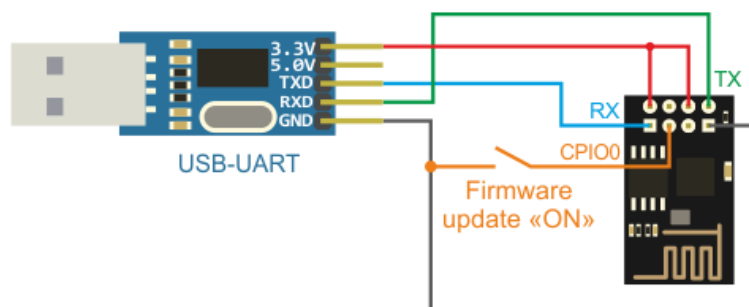 3.3V
5.0V
TXD
RXD
GND
USB-UART
TX
RX
CPIO0
Firmware
update «ON»